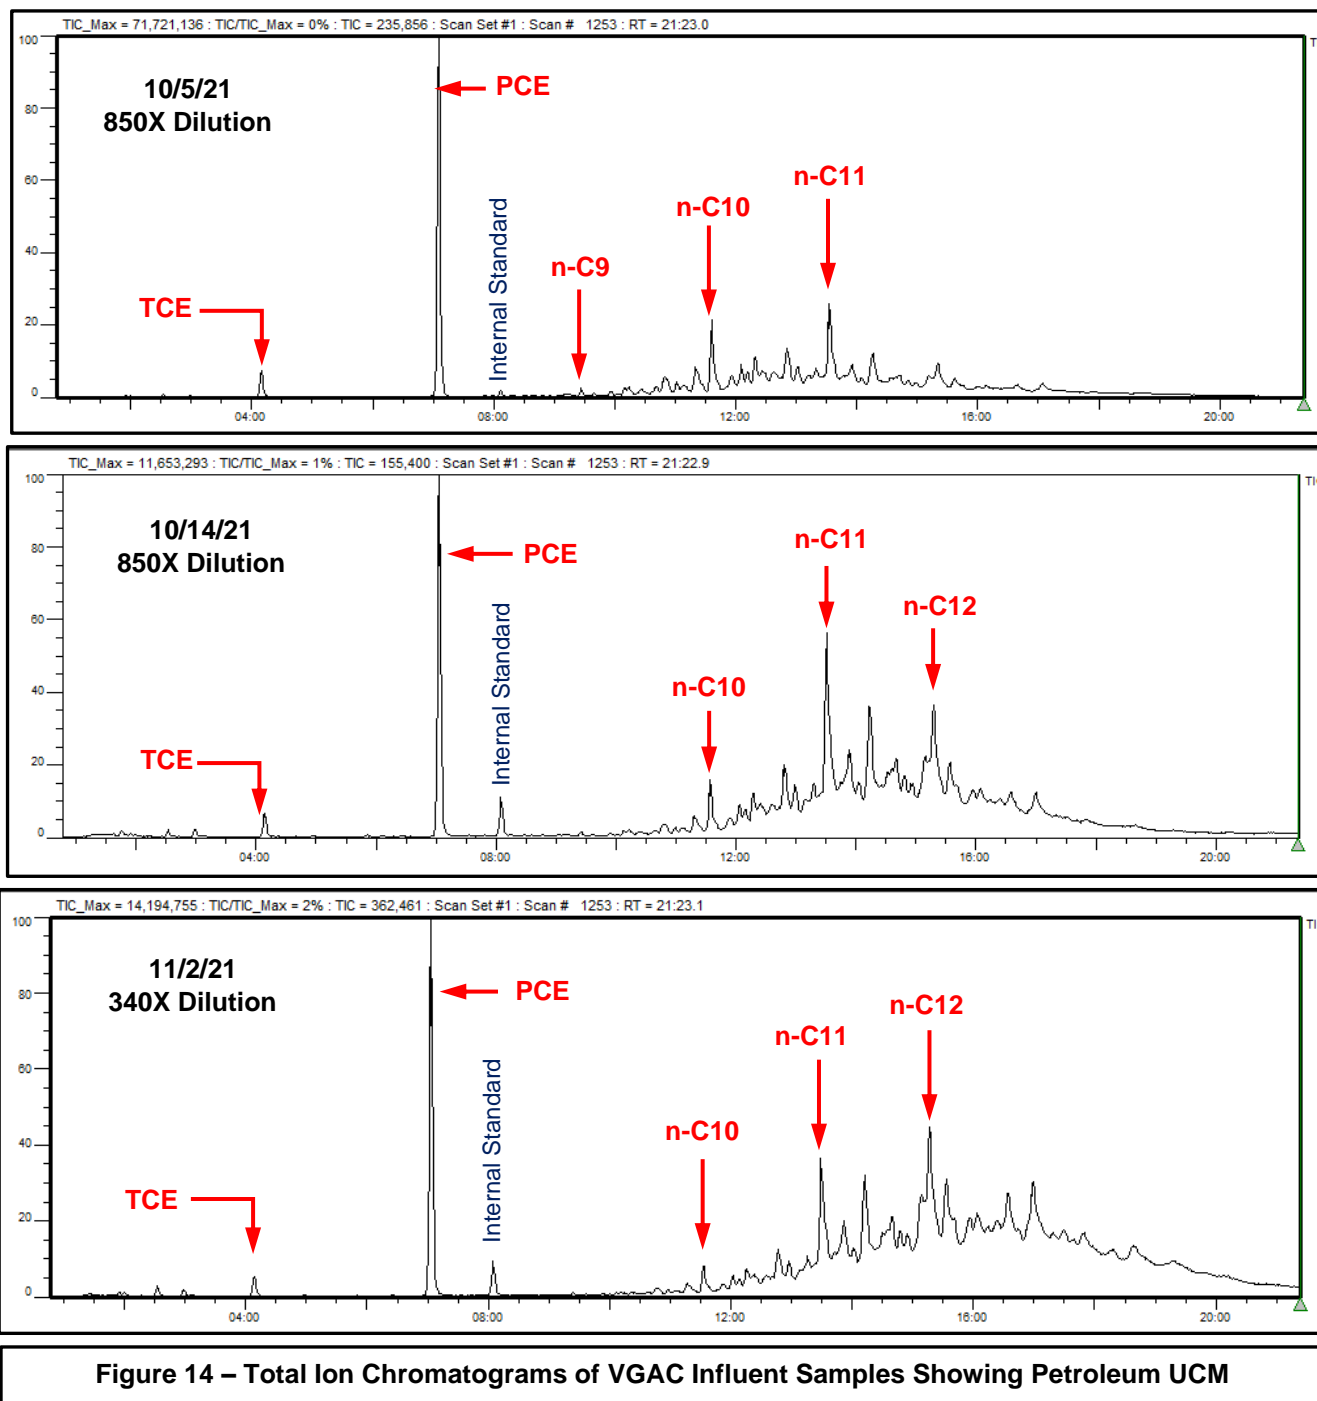 TIC_Max = 71,721,136 : TIC/TIC_Max = 0% : TIC = 235,856 : Scan Set #1 : Scan # 1253 : RT = 21:23.0
100
80
60
40
20
0
TI
10/5/21
850X Dilution
PCE
TCE
Internal Standard
n-C9
n-C10
n-C11
04:00
08:00
12:00
16:00
20:00
TIC_Max = 11,653,293 : TIC/TIC_Max = 1% : TIC = 155,400 : Scan Set #1 : Scan # 1253 : RT = 21:22.9
100
80
60
40
20
0
TI
10/14/21
850X Dilution
PCE
TCE
Internal Standard
n-C10
n-C11
n-C12
04:00
08:00
12:00
16:00
20:00
TIC_Max = 14,194,755 : TIC/TIC_Max = 2% : TIC = 362,461 : Scan Set #1 : Scan # 1253 : RT = 21:23.1
100
80
60
40
20
0
TI
11/2/21
340X Dilution
PCE
TCE
Internal Standard
n-C10
n-C11
n-C12
04:00
08:00
12:00
16:00
20:00
Figure 14 – Total Ion Chromatograms of VGAC Influent Samples Showing Petroleum UCM